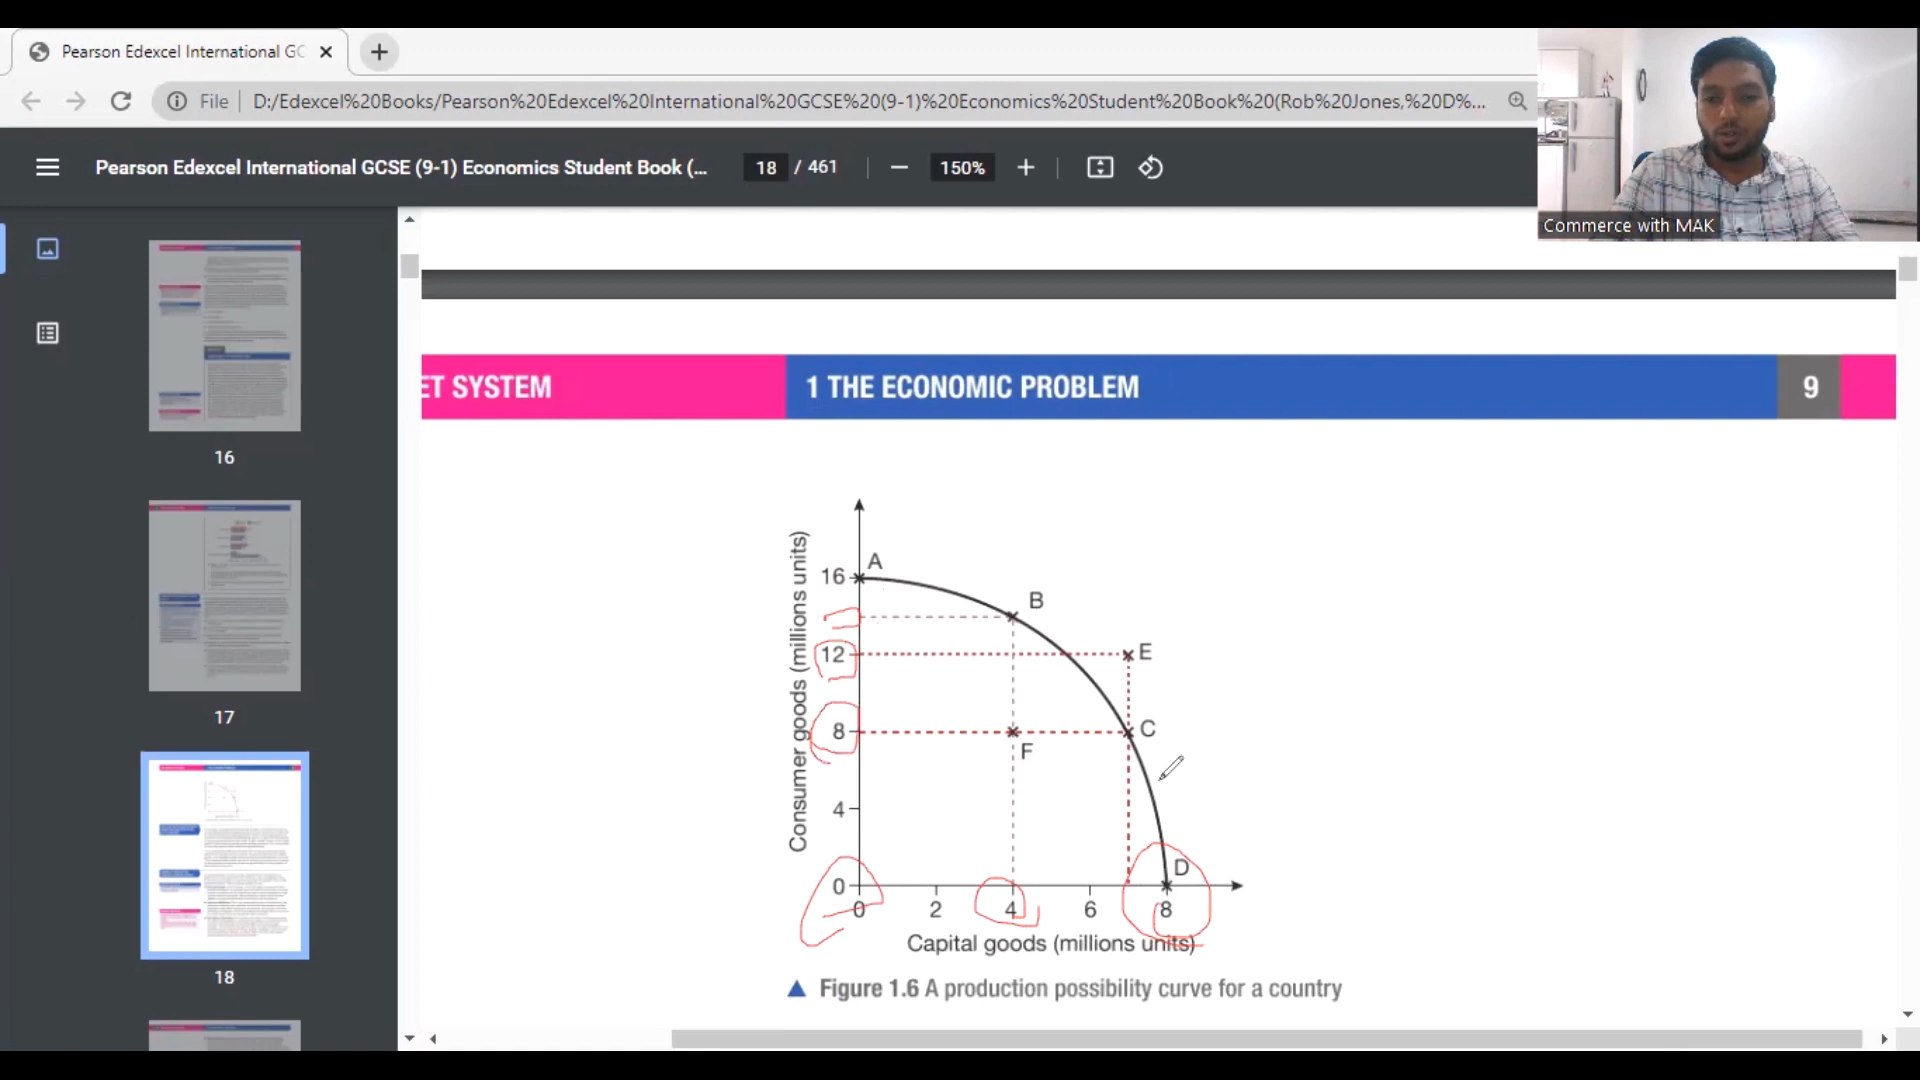 Pearson Edexcel International GC
File
D:/Edexcel%20Books/Pearson%20Edexcel%20International%20GCSE%20(9-1)%20Economics%20Student%20Book%20(Rob%20Jones,%20D%...
Pearson Edexcel International GCSE (9-1) Economics Student Book (...
18 / 461
150%
Commerce with MAK
16
17
18
ET SYSTEM
1 THE ECONOMIC PROBLEM
9
Consumer goods (millions units)
16
12
8
4
0
A
B
E
C
F
D
0 2 4 6 8
Capital goods (millions units)
Figure 1.6 A production possibility curve for a country